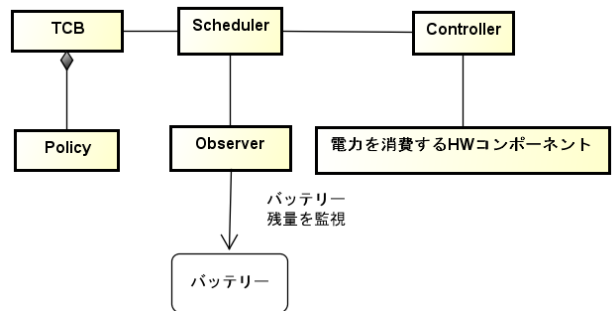 TCB
Scheduler
Controller
Policy
Observer
電力を消費するHWコンポーネント
バッテリー
残量を監視
バッテリー